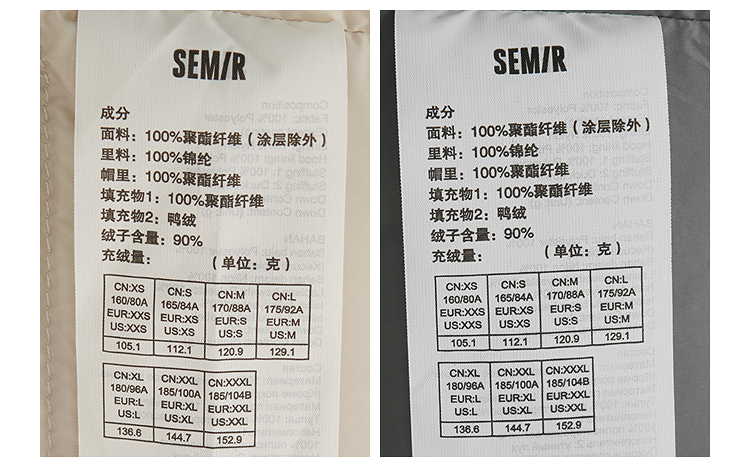 SEMIR
成分
面料：100%聚酯纤维（涂层除外）
里料：100%锦纶
帽里：100%聚酯纤维
填充物1：100%聚酯纤维
填充物2：鸭绒
绒子含量：90%
充绒量：（单位：克）
CN:XS CN:S CN:M CN:L
160/80A 165/84A 170/88A 175/92A
EUR:XXS EUR:XS EUR:S EUR:M
US:XXS US:XS US:S US:M
105.1 112.1 120.9 129.1
CN:XL CN:XXL CN:XXXL
180/96A 185/100A 185/104B
EUR:L EUR:XL EUR:XXL
US:L US:XL US:XXL
136.6 144.7 152.9
SEMIR
成分
面料：100%聚酯纤维（涂层除外）
里料：100%锦纶
帽里：100%聚酯纤维
填充物1：100%聚酯纤维
填充物2：鸭绒
绒子含量：90%
充绒量：（单位：克）
CN:XS CN:S CN:M CN:L
160/80A 165/84A 170/88A 175/92A
EUR:XXS EUR:XS EUR:S EUR:M
US:XXS US:XS US:S US:M
105.1 112.1 120.9 129.1
CN:XL CN:XXL CN:XXXL
180/96A 185/100A 185/104B
EUR:L EUR:XL EUR:XXL
US:L US:XL US:XXL
136.6 144.7 152.9